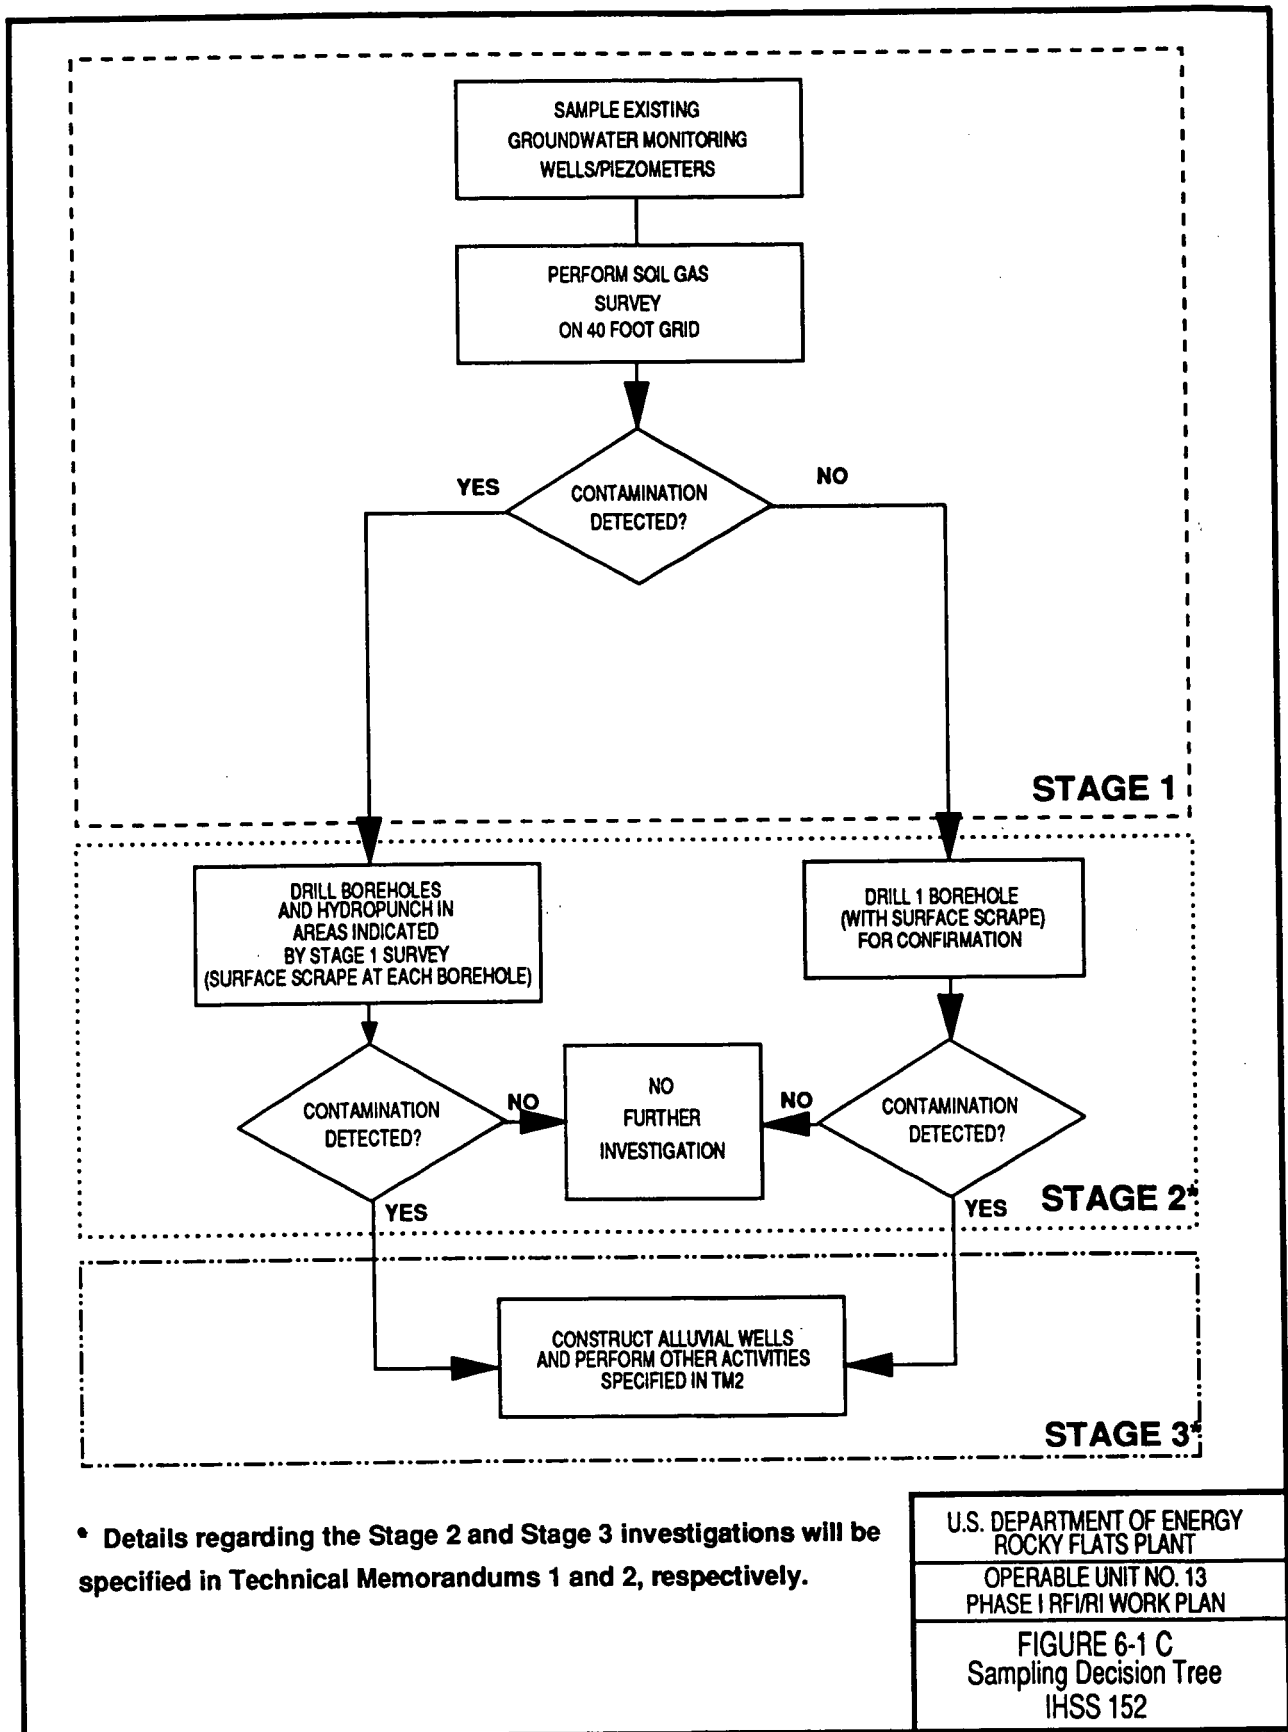 SAMPLE EXISTING
GROUNDWATER MONITORING
WELLS/PIEZOMETERS
PERFORM SOIL GAS
SURVEY
ON 40 FOOT GRID
YES
NO
CONTAMINATION
DETECTED?
STAGE 1
DRILL BOREHOLES
AND HYDROPUNCH IN
AREAS INDICATED
BY STAGE 1 SURVEY
(SURFACE SCRAPE AT EACH BOREHOLE)
DRILL 1 BOREHOLE
(WITH SURFACE SCRAPE)
FOR CONFIRMATION
CONTAMINATION
DETECTED?
NO
NO
FURTHER
INVESTIGATION
NO
CONTAMINATION
DETECTED?
YES
YES
STAGE 2*
CONSTRUCT ALLUVIAL WELLS
AND PERFORM OTHER ACTIVITIES
SPECIFIED IN TM2
STAGE 3*
* Details regarding the Stage 2 and Stage 3 investigations will be
specified in Technical Memorandums 1 and 2, respectively.
U.S. DEPARTMENT OF ENERGY
ROCKY FLATS PLANT
OPERABLE UNIT NO. 13
PHASE I RFI/RI WORK PLAN
FIGURE 6-1 C
Sampling Decision Tree
IHSS 152